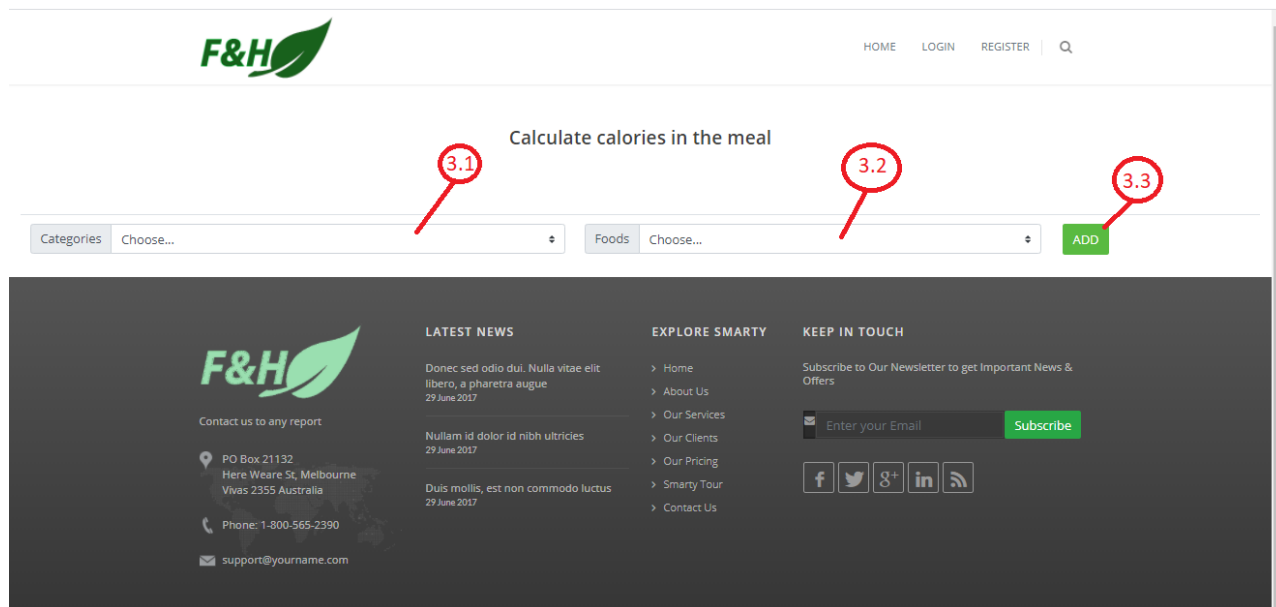 F&H
HOME LOGIN REGISTER
Calculate calories in the meal
3.1
3.2
3.3
Categories Choose... Foods Choose... ADD
F&H
Contact us to any report
PO Box 21132
Here Weare St, Melbourne
Vivas 2355 Australia
Phone: 1-800-565-2390
support@yourname.com
LATEST NEWS
Donec sed odio dui. Nulla vitae elit
libero, a pharetra augue
29 June 2017
Nullam id dolor id nibh ultricies
29 June 2017
Duis mollis, est non commodo luctus
29 June 2017
EXPLORE SMARTY
> Home
> About Us
> Our Services
> Our Clients
> Our Pricing
> Smarty Tour
> Contact Us
KEEP IN TOUCH
Subscribe to Our Newsletter to get Important News &
Offers
Enter your Email Subscribe
f g+ in